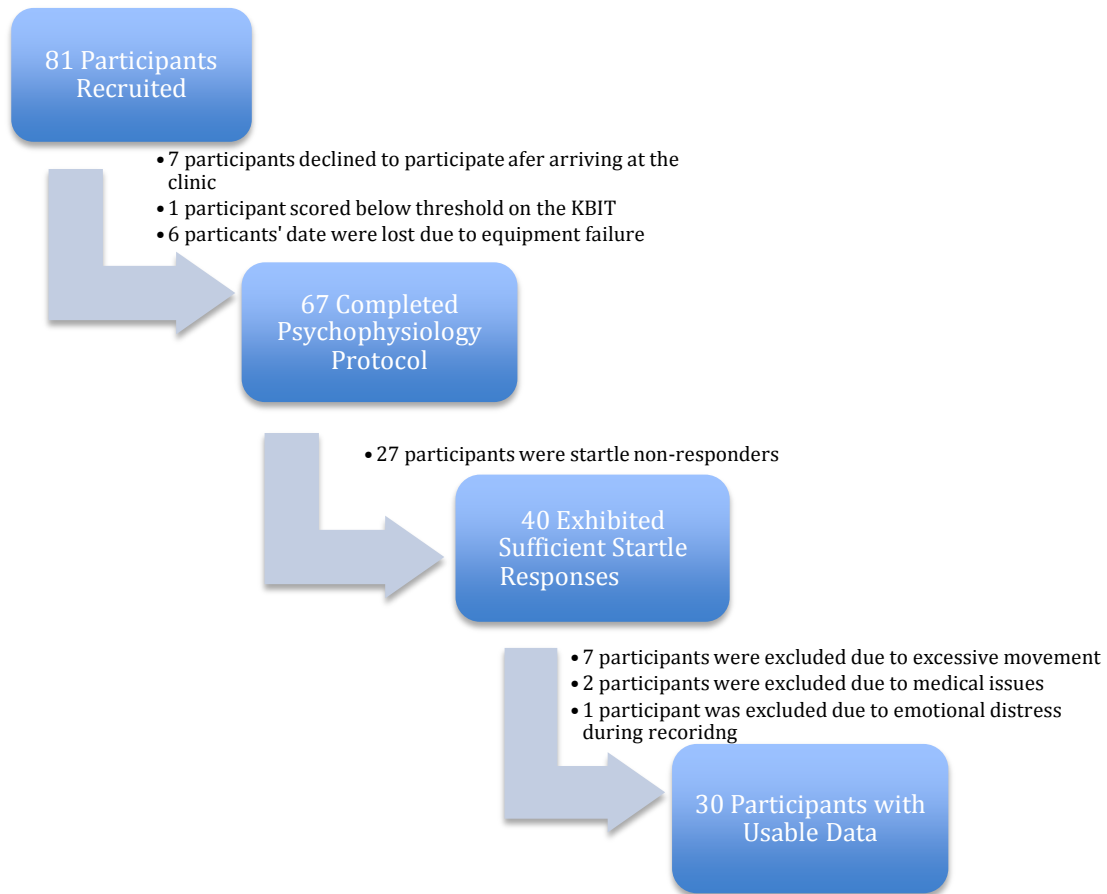 81 Participants
Recruited
• 7 participants declined to participate afer arriving at the
clinic
• 1 participant scored below threshold on the KBIT
• 6 particants' date were lost due to equipment failure
67 Completed
Psychophysiology
Protocol
• 27 participants were startle non-responders
40 Exhibited
Sufficient Startle
Responses
• 7 participants were excluded due to excessive movement
• 2 participants were excluded due to medical issues
• 1 participant was excluded due to emotional distress
during recoridng
30 Participants with
Usable Data